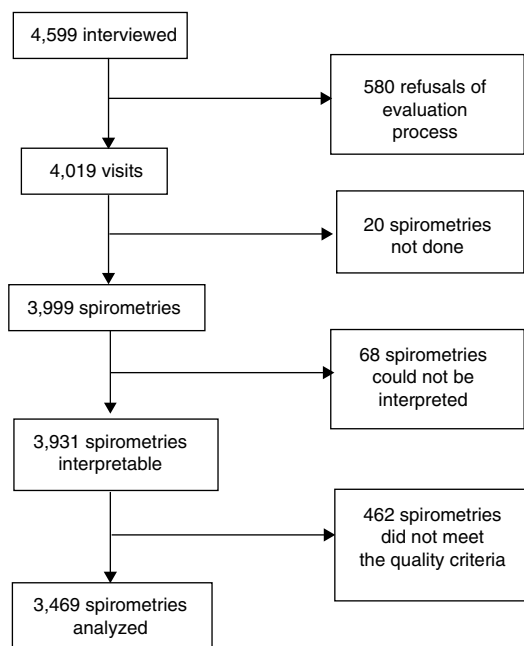 4,599 interviewed
580 refusals of
evaluation
process
4,019 visits
20 spirometries
not done
3,999 spirometries
68 spirometries
could not be
interpreted
3,931 spirometries
interpretable
462 spirometries
did not meet
the quality criteria
3,469 spirometries
analyzed